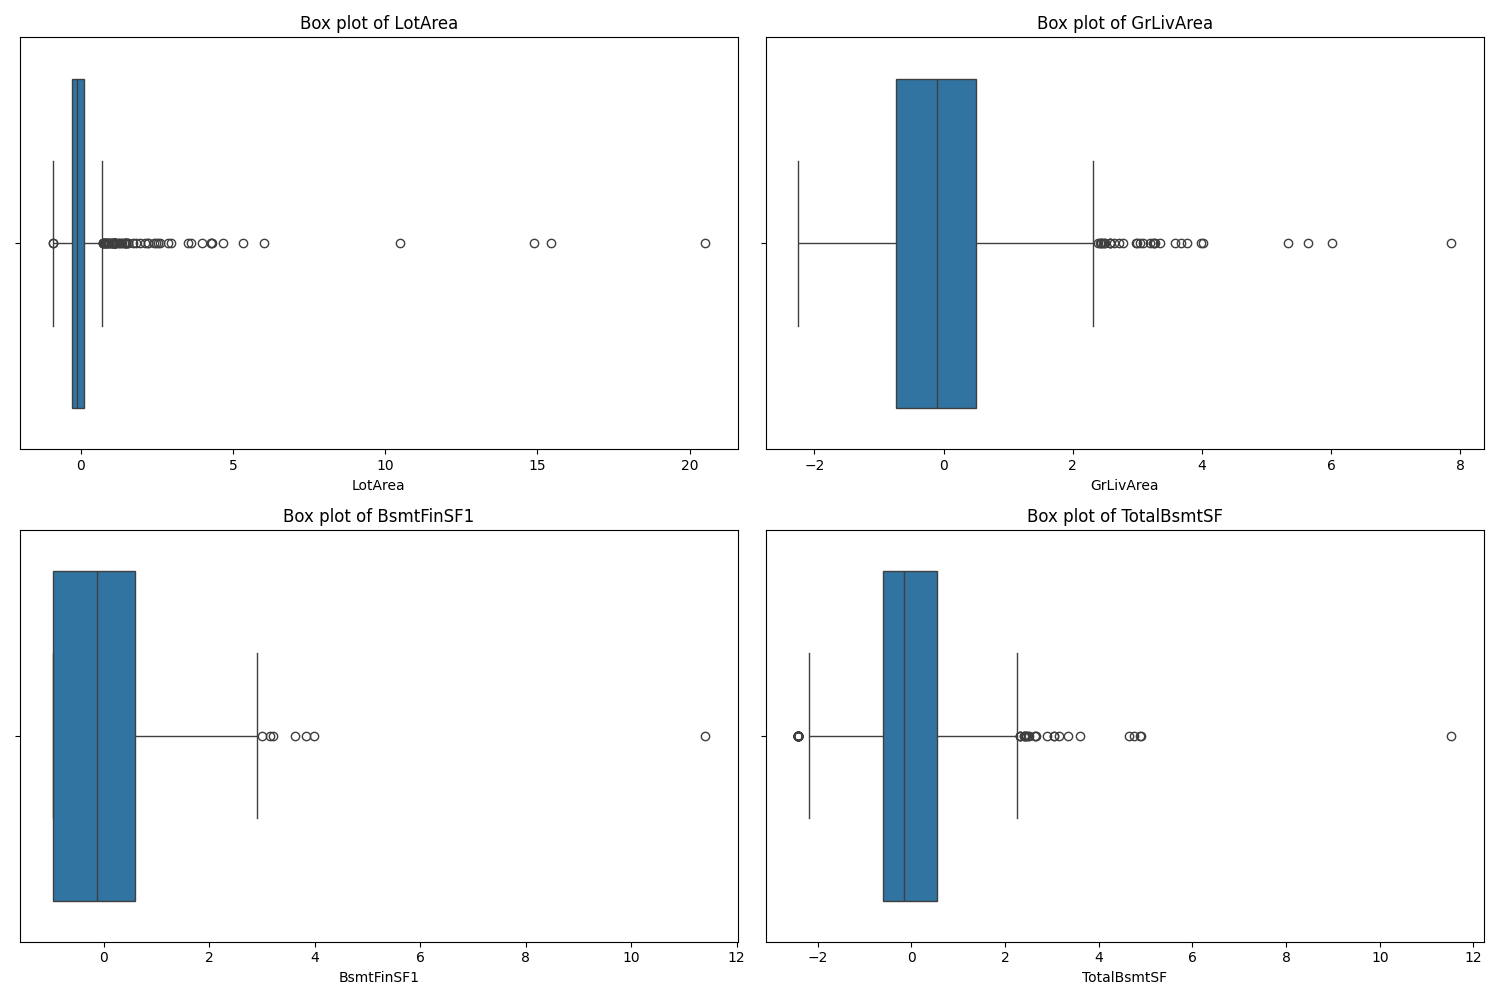 Box plot of LotArea
0 5 10 15 20
LotArea
Box plot of GrLivArea
−2 0 2 4 6 8
GrLivArea
Box plot of BsmtFinSF1
0 2 4 6 8 10 12
BsmtFinSF1
Box plot of TotalBsmtSF
−2 0 2 4 6 8 10 12
TotalBsmtSF